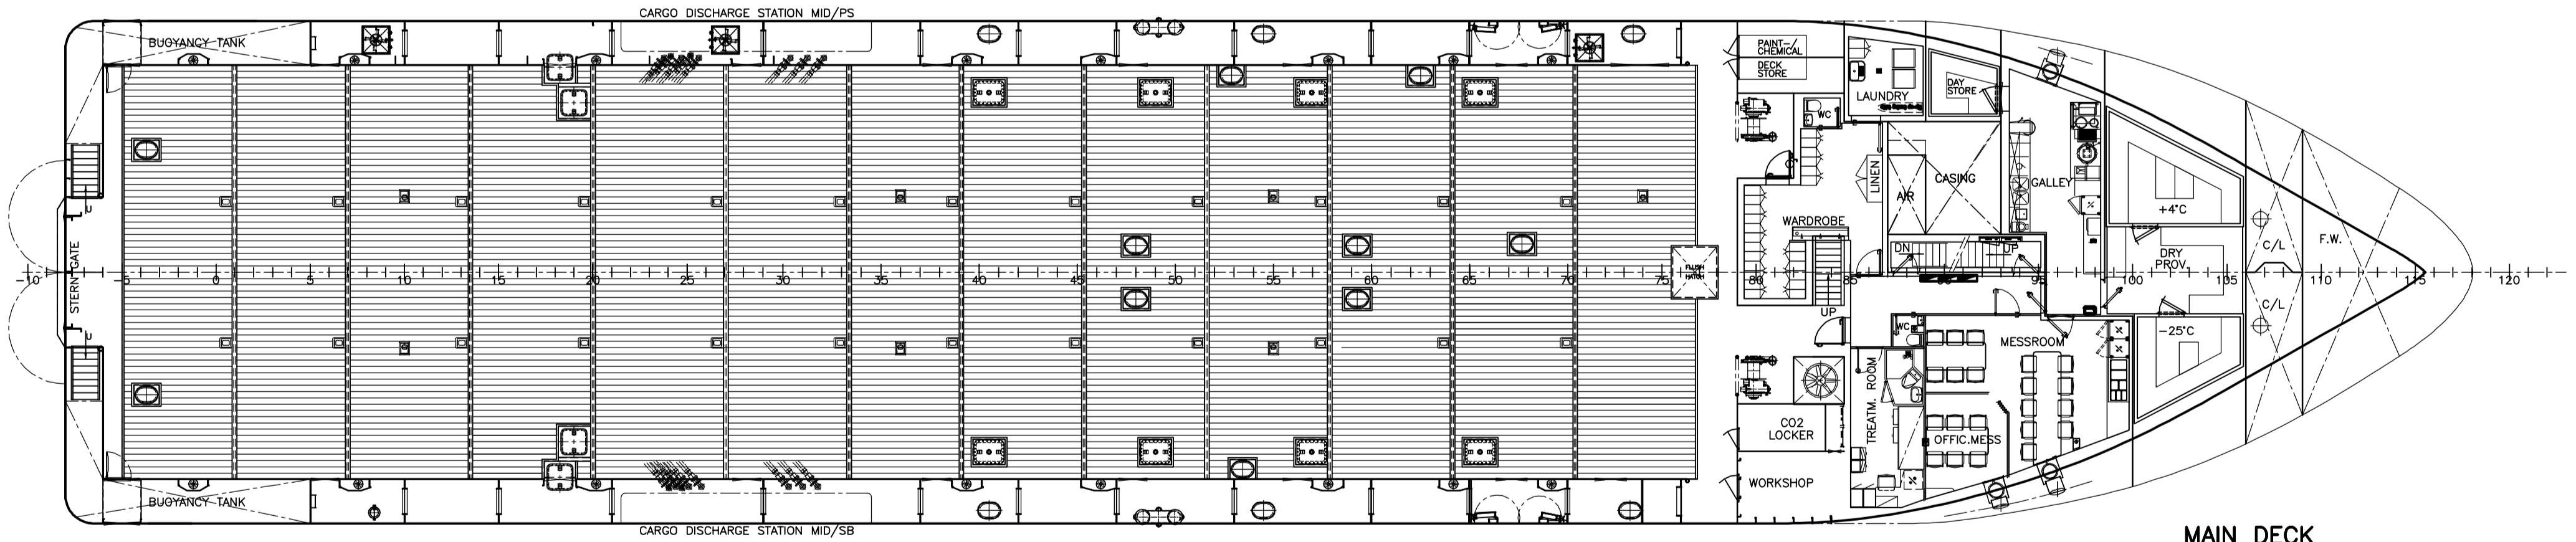 CARGO DISCHARGE STATION MID/PS
BUOYANCY TANK
PAINT-/
CHEMICAL
DECK
STORE
LAUNDRY
DAY
STORE
WC
LINEN
AIR
CASING
GALLEY
+4°C
WARDROBE
DN
UP
C/L
F.W.
DRY
PROV.
STERN GATE
FLUSH
HATCH
-10
-5
0
5
10
15
20
25
30
35
40
45
50
55
60
65
70
75
80
85
90
95
100
105
110
115
120
UP
C/L
WC
-25°C
MESSROOM
TREATM. ROOM
CO2
LOCKER
OFFIC.MESS
WORKSHOP
BUOYANCY TANK
CARGO DISCHARGE STATION MID/SB
MAIN DECK